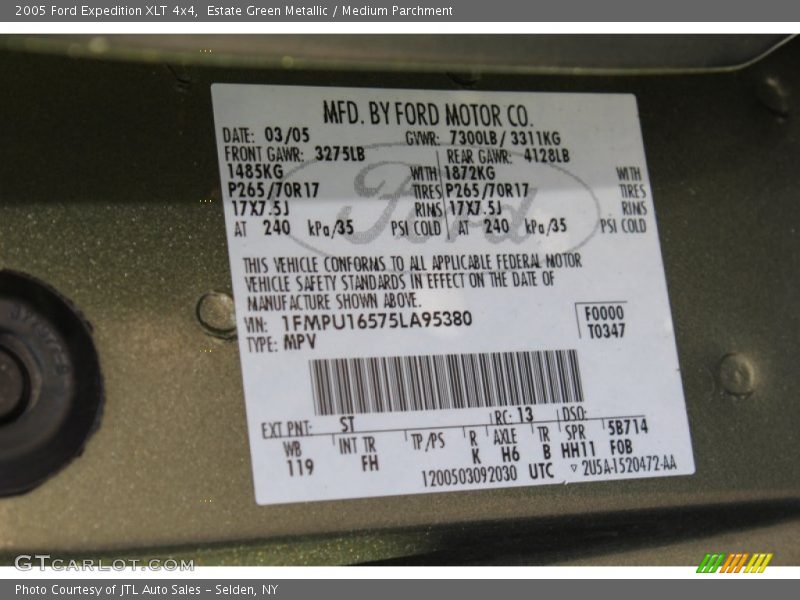 2005 Ford Expedition XLT 4x4, Estate Green Metallic / Medium Parchment
MFD. BY FORD MOTOR CO.
DATE: 03/05 GVWR: 7300LB / 3311KG
FRONT GAWR: 3275LB REAR GAWR: 4128LB
1485KG WITH 1872KG WITH
P265/70R17 TIRES P265/70R17 TIRES
17X7.5J RIMS 17X7.5J RIMS
AT 240 kPa/35 PSI COLD AT 240 kPa/35 PSI COLD
Ford
THIS VEHICLE CONFORMS TO ALL APPLICABLE FEDERAL MOTOR
VEHICLE SAFETY STANDARDS IN EFFECT ON THE DATE OF
MANUFACTURE SHOWN ABOVE.
VIN: 1FMPU16575LA95380 F0000
TYPE: MPV T0347
EXT PNT: ST RC: 13 DSO:
WB INT TR TP/PS R AXLE TR SPR 5B714
119 FH K H6 B HH11 FOB
1200503092030 UTC ▽ 2U5A-1520472-AA
GTcarlot.com
Photo Courtesy of JTL Auto Sales - Selden, NY